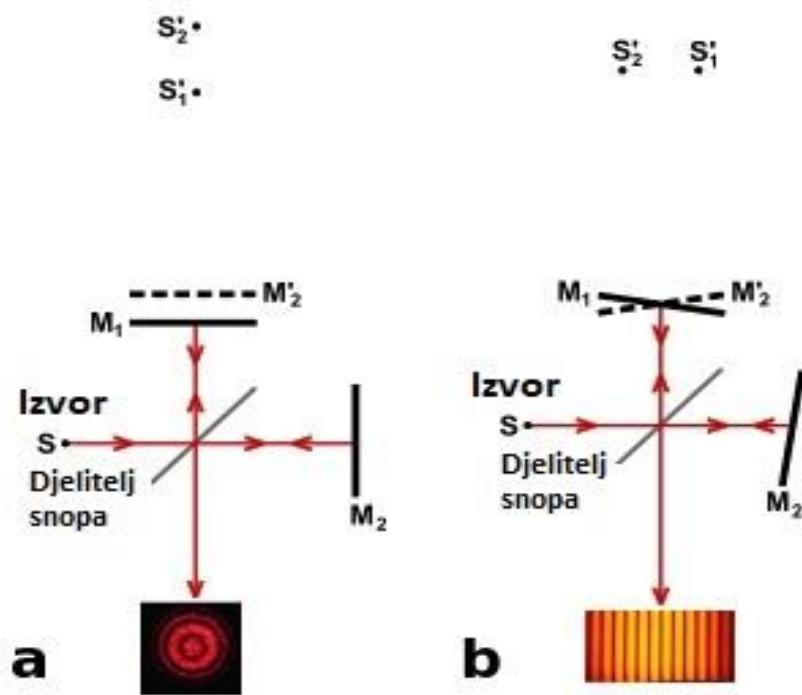 S'₂
S'₁
M'₂
M₁
Izvor
S
Djelitelj
snopa
M₂
a
S'₂ S'₁
M₁ M'₂
Izvor
S
Djelitelj
snopa
M₂
b